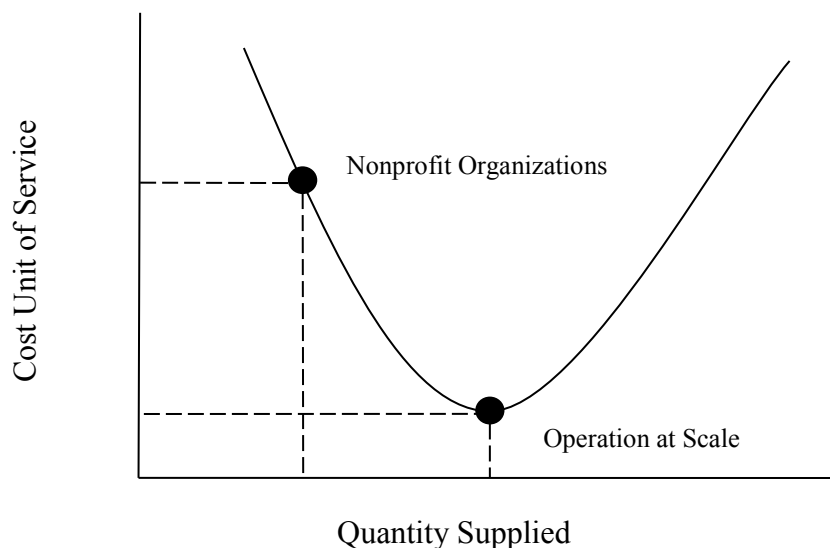 Cost Unit of Service
Nonprofit Organizations
Operation at Scale
Quantity Supplied